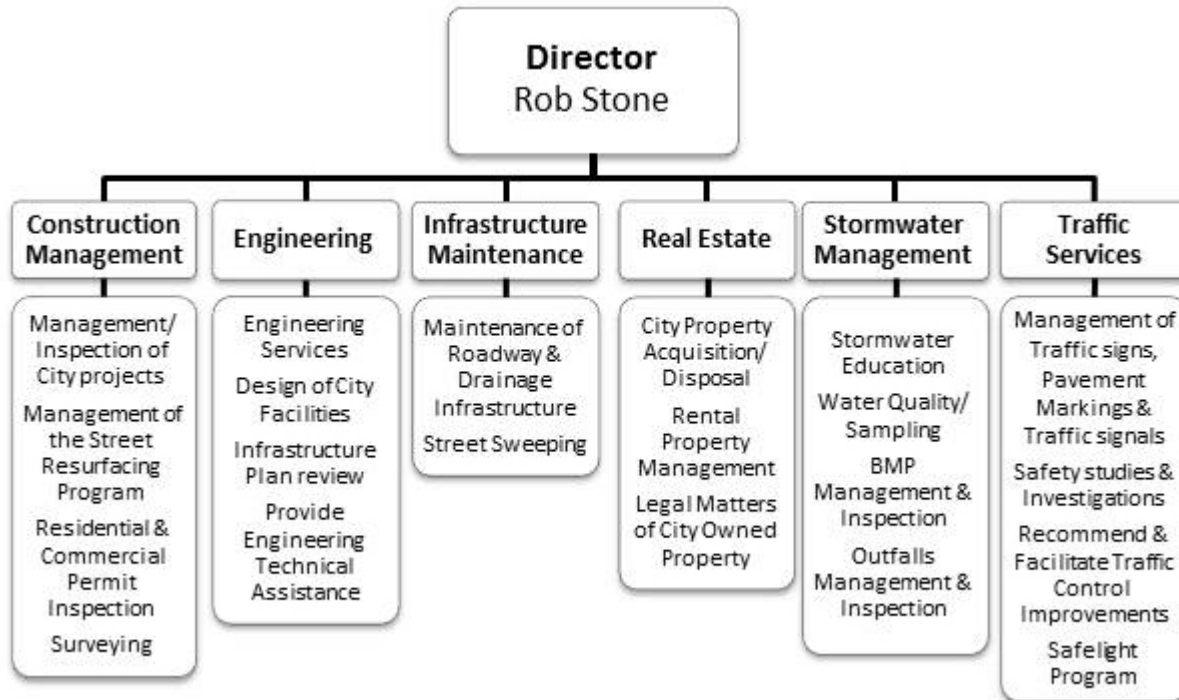 Director
Rob Stone
Construction
Management
Management/
Inspection of
City projects
Management of
the Street
Resurfacing
Program
Residential &
Commercial
Permit
Inspection
Surveying
Engineering
Engineering
Services
Design of City
Facilities
Infrastructure
Plan review
Provide
Engineering
Technical
Assistance
Infrastructure
Maintenance
Maintenance of
Roadway &
Drainage
Infrastructure
Street Sweeping
Real Estate
City Property
Acquisition/
Disposal
Rental
Property
Management
Legal Matters
of City Owned
Property
Stormwater
Management
Stormwater
Education
Water Quality/
Sampling
BMP
Management &
Inspection
Outfalls
Management &
Inspection
Traffic
Services
Management of
Traffic signs,
Pavement
Markings &
Traffic signals
Safety studies &
Investigations
Recommend &
Facilitate Traffic
Control
Improvements
Safelight
Program